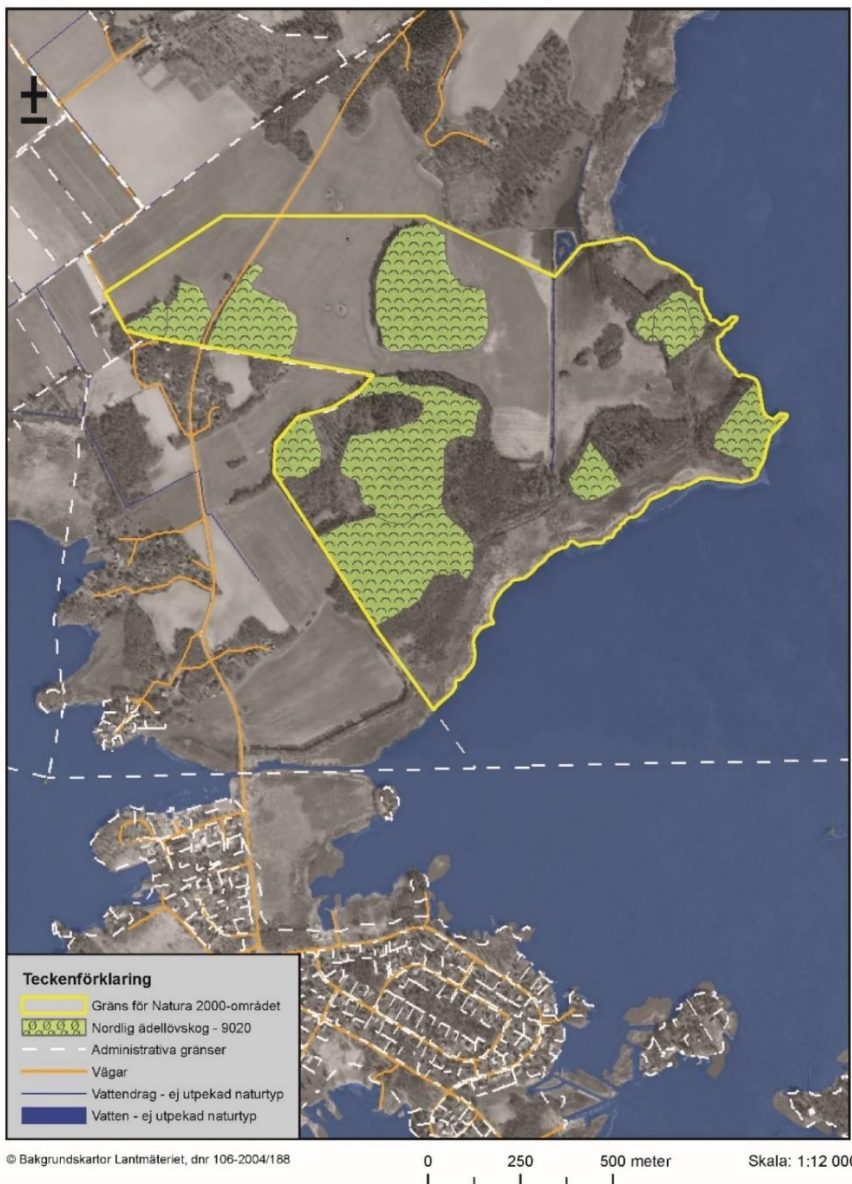 Teckenförklaring
Gräns för Natura 2000-området
Nordlig ädellövskog - 9020
Administrativa gränser
Vägar
Vattendrag - ej utpekad naturtyp
Vatten - ej utpekad naturtyp
© Bakgrundskartor Lantmäteriet, dnr 106-2004/188
0 250 500 meter
Skala: 1:12 000